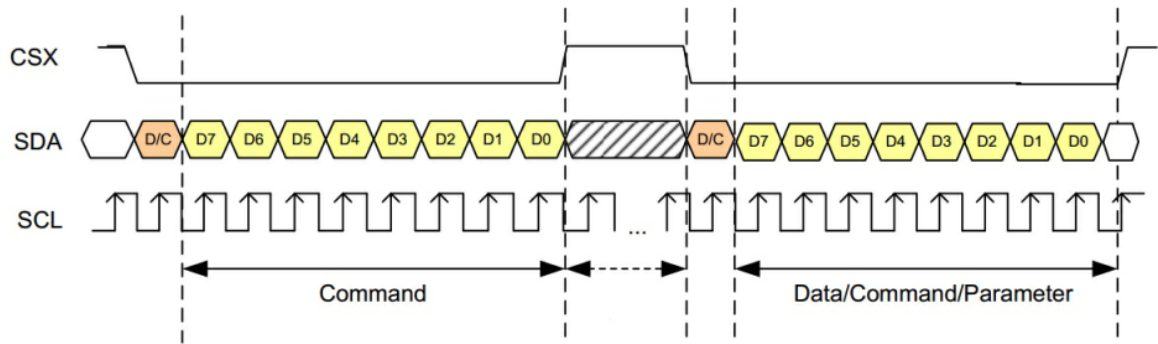 CSX
SDA D/C D7 D6 D5 D4 D3 D2 D1 D0 D/C D7 D6 D5 D4 D3 D2 D1 D0
SCL ...
Command Data/Command/Parameter